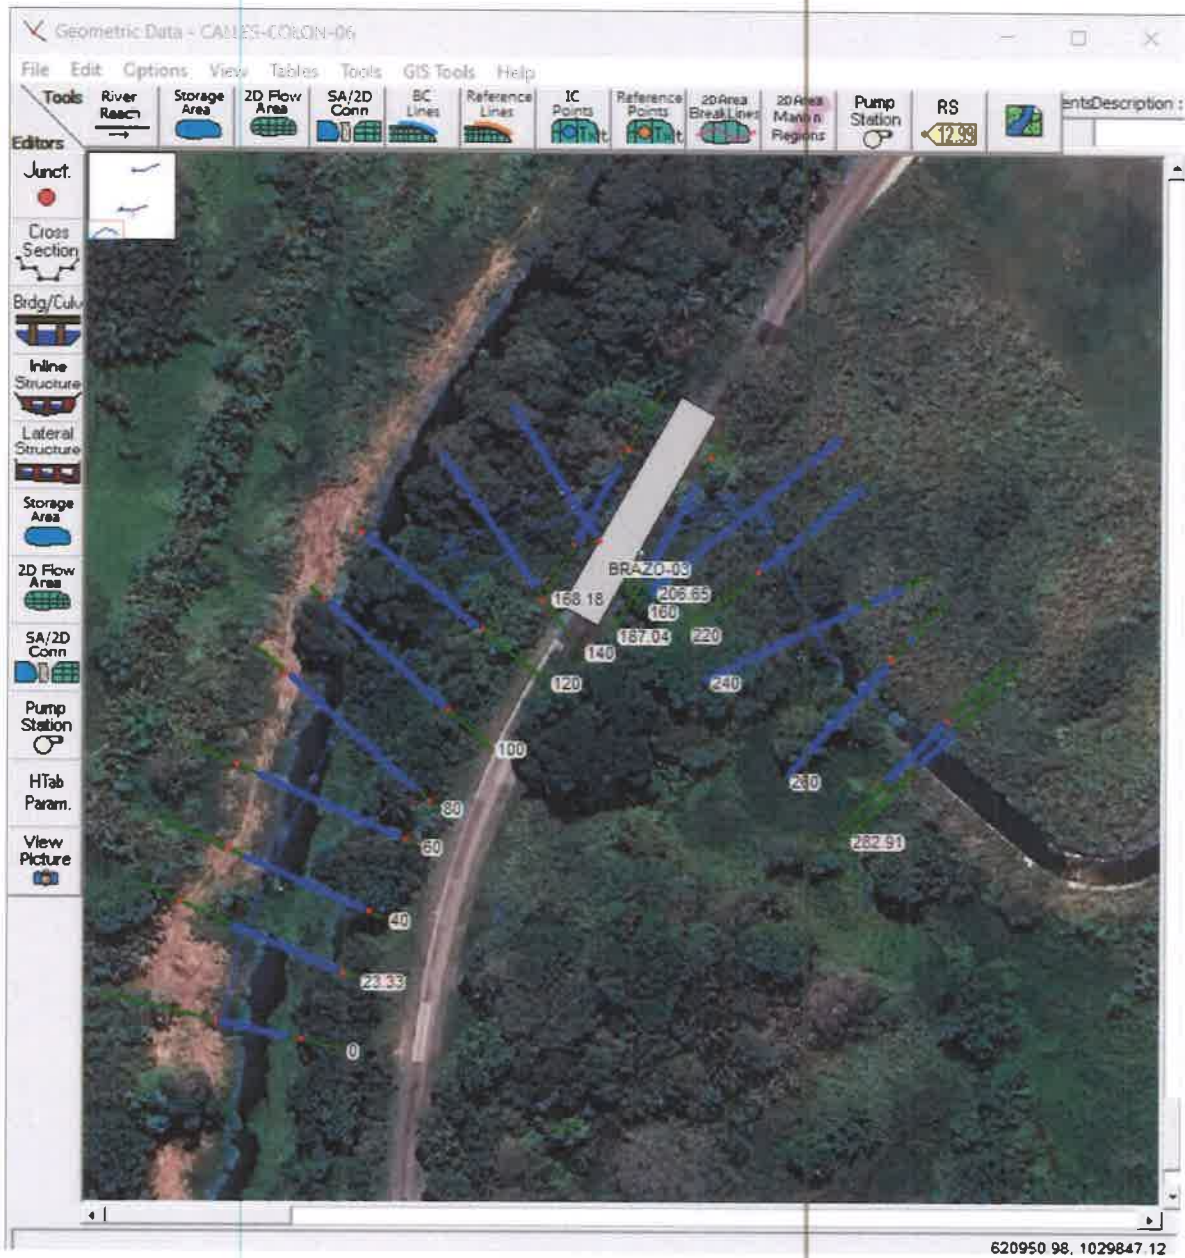 Geometric Data - CALLES-COLON-06
File Edit Options View Tables Tools GIS Tools Help
Tools
Editors
River Reach
Storage Area
2D Flow Area
SA/2D Conn
BC Lines
Reference Lines
IC Points
Reference Points
2D Area BreakLines
2D Area Mann n Regions
Pump Station
RS
12.99
entsDescription :
Junct.
Cross Section
Brdg/Culv
Inline Structure
Lateral Structure
Storage Area
2D Flow Area
SA/2D Conn
Pump Station
HTab Param.
View Picture
BRAZO-03
168.18
206.65
160
187.04
220
140
120
240
100
260
80
282.91
60
40
23.33
0
620950.98, 1029847.12